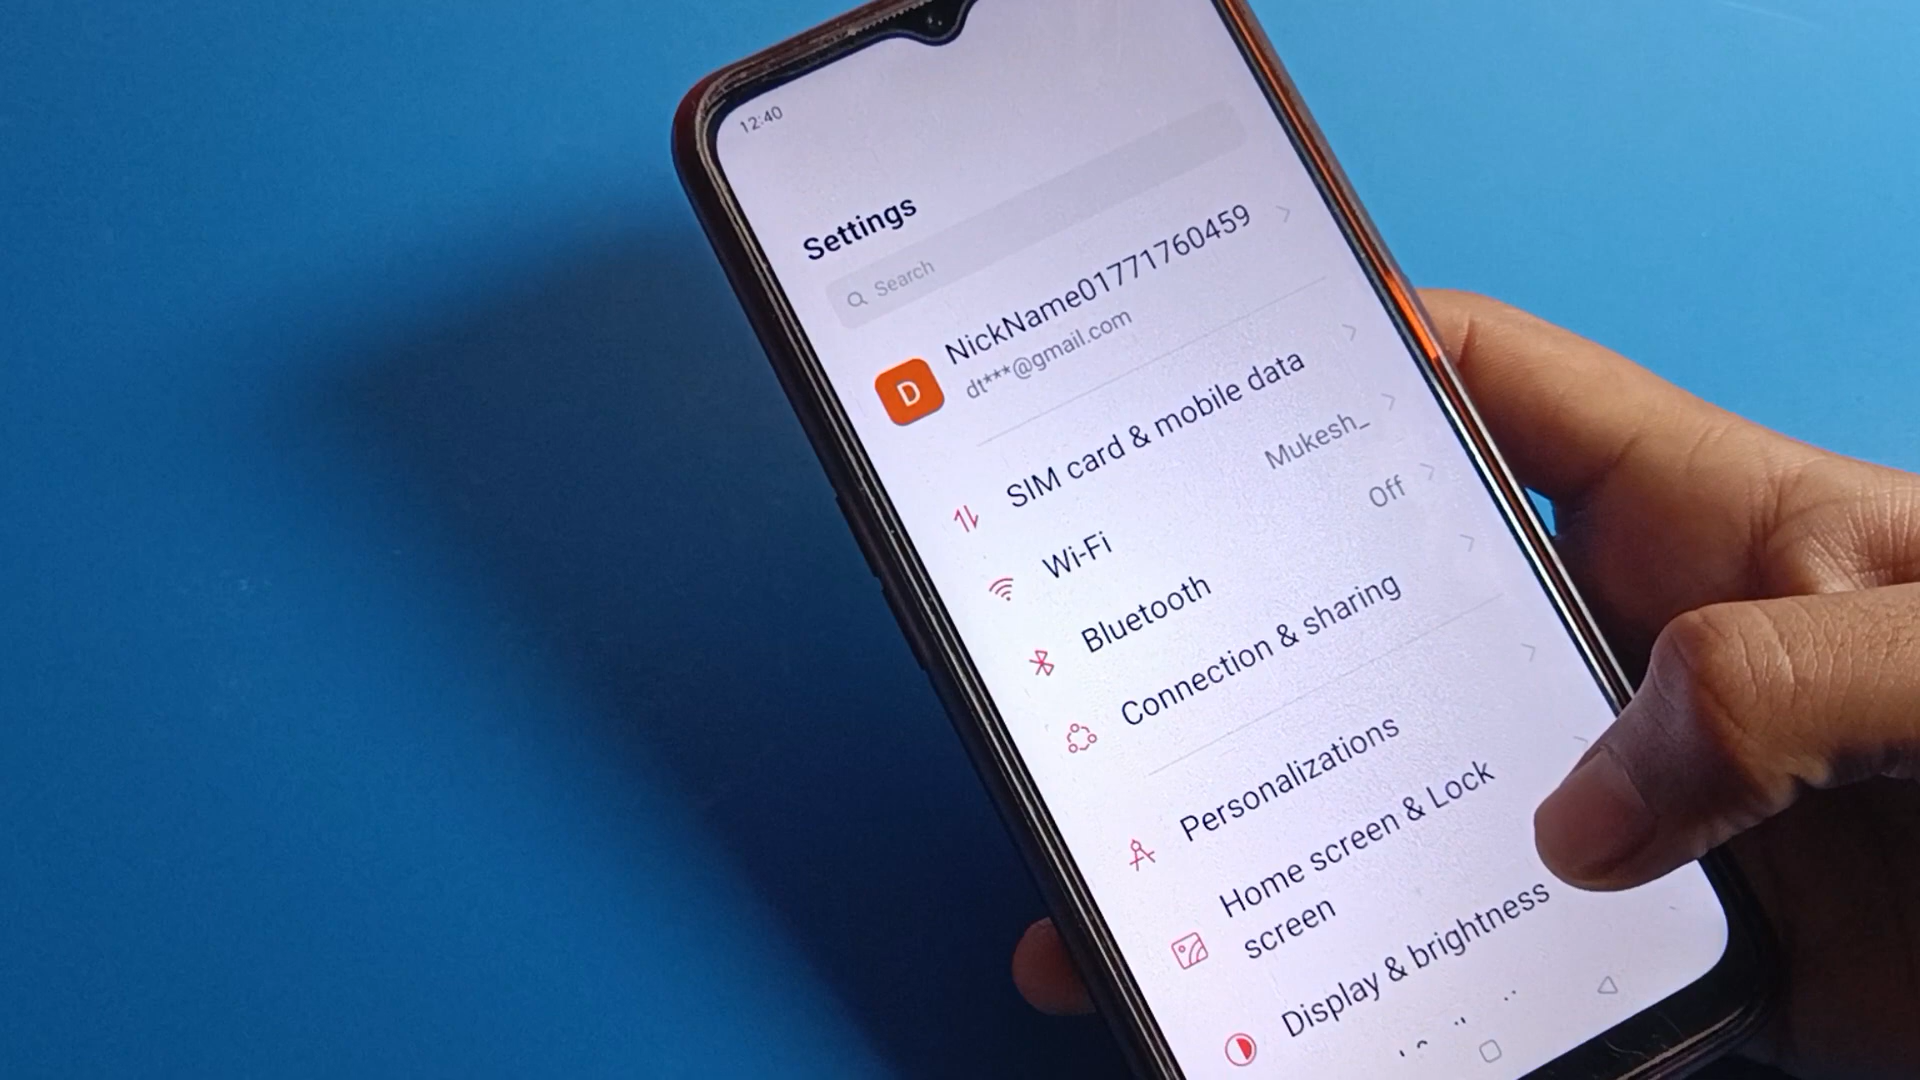 12:40
Settings
Search
D
NickName01771760459
dt***@gmail.com
SIM card & mobile data
Wi-Fi
Mukesh_
Bluetooth
Off
Connection & sharing
Personalizations
Home screen & Lock
screen
Display & brightness